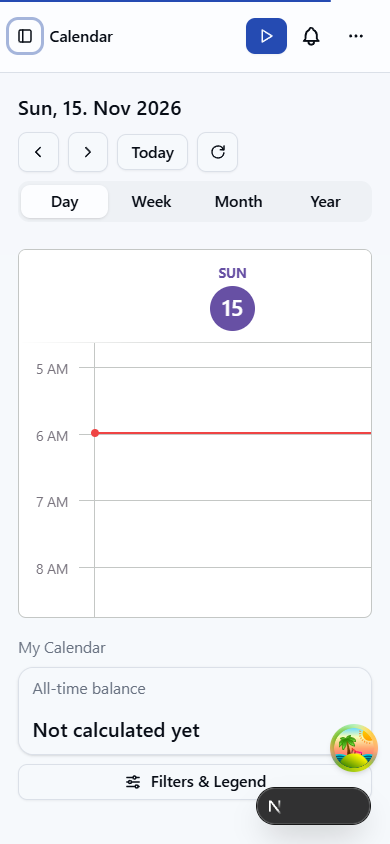 Calendar
Sun, 15. Nov 2026
Today
Day Week Month Year
SUN
15
5 AM
6 AM
7 AM
8 AM
My Calendar
All-time balance
Not calculated yet
Filters & Legend
N